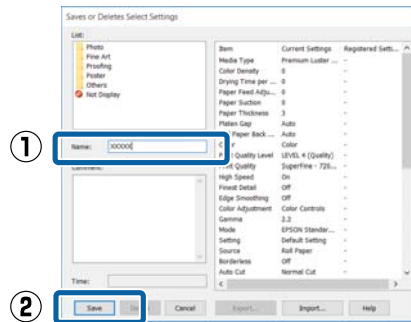 Saves or Deletes Select Settings
List:
Photo
Fine Art
Proofing
Poster
Others
Not Display
① Name: XXXXX
Comment:
Time:
Item Current Settings Registered Setti...
Media Type Premium Luster ... -
Color Density 0 -
Drying Time per ... 0 -
Paper Feed Adju... 0 -
Paper Suction 0 -
Paper Thickness 3 -
Platen Gap Auto -
Paper Back ... Auto -
Color -
Quality Level LEVEL 4 (Quality) -
Quality SuperFine - 720... -
High Speed On -
Finest Detail Off -
Edge Smoothing Off -
Color Adjustment Color Controls -
Gamma 2.2 -
Mode EPSON Standar... -
Setting Default Setting -
Source Roll Paper -
Borderless Off -
Auto Cut Normal Cut -
② Save Cancel Export... Import... Help